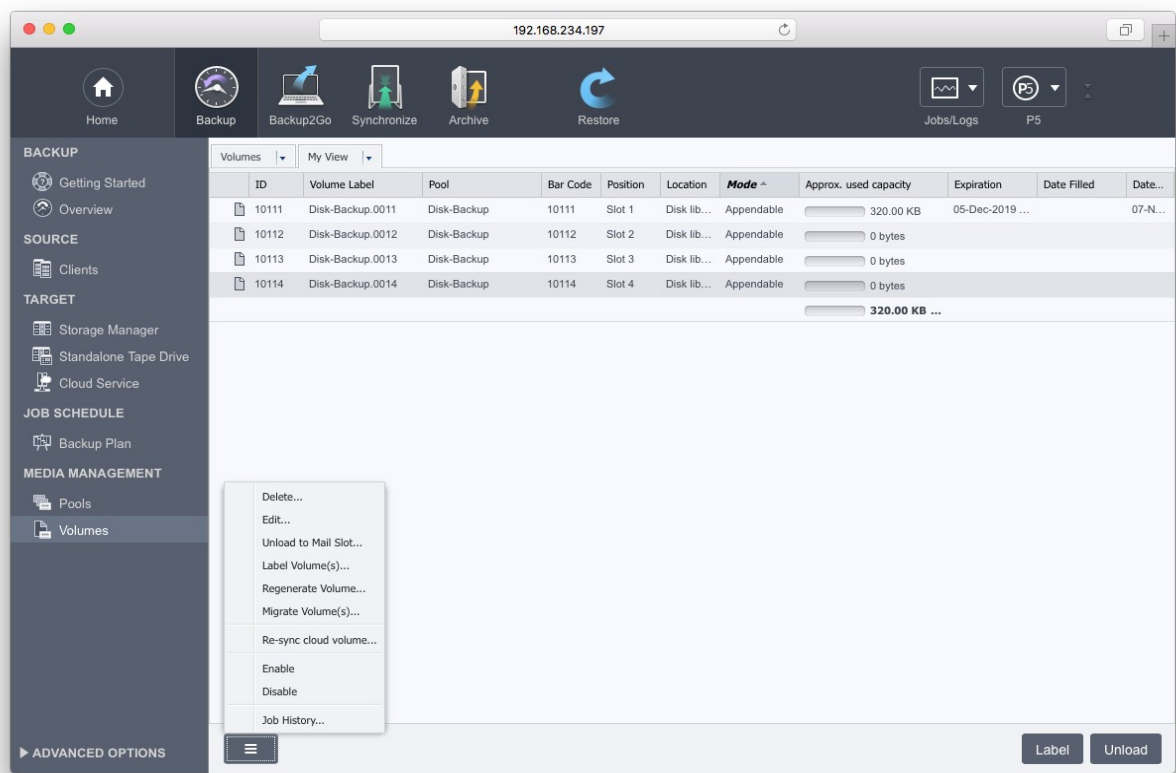 192.168.234.197
Home
Backup
Backup2Go
Synchronize
Archive
Restore
Jobs/Logs
P5
P5
BACKUP
Getting Started
Overview
SOURCE
Clients
TARGET
Storage Manager
Standalone Tape Drive
Cloud Service
JOB SCHEDULE
Backup Plan
MEDIA MANAGEMENT
Pools
Volumes
ADVANCED OPTIONS
Volumes My View
ID Volume Label Pool Bar Code Position Location Mode Approx. used capacity Expiration Date Filled Date...
10111 Disk-Backup.0011 Disk-Backup 10111 Slot 1 Disk lib... Appendable 320.00 KB 05-Dec-2019 ... 07-N...
10112 Disk-Backup.0012 Disk-Backup 10112 Slot 2 Disk lib... Appendable 0 bytes
10113 Disk-Backup.0013 Disk-Backup 10113 Slot 3 Disk lib... Appendable 0 bytes
10114 Disk-Backup.0014 Disk-Backup 10114 Slot 4 Disk lib... Appendable 0 bytes
320.00 KB ...
Delete...
Edit...
Unload to Mail Slot...
Label Volume(s)...
Regenerate Volume...
Migrate Volume(s)...
Re-sync cloud volume...
Enable
Disable
Job History...
Label Unload